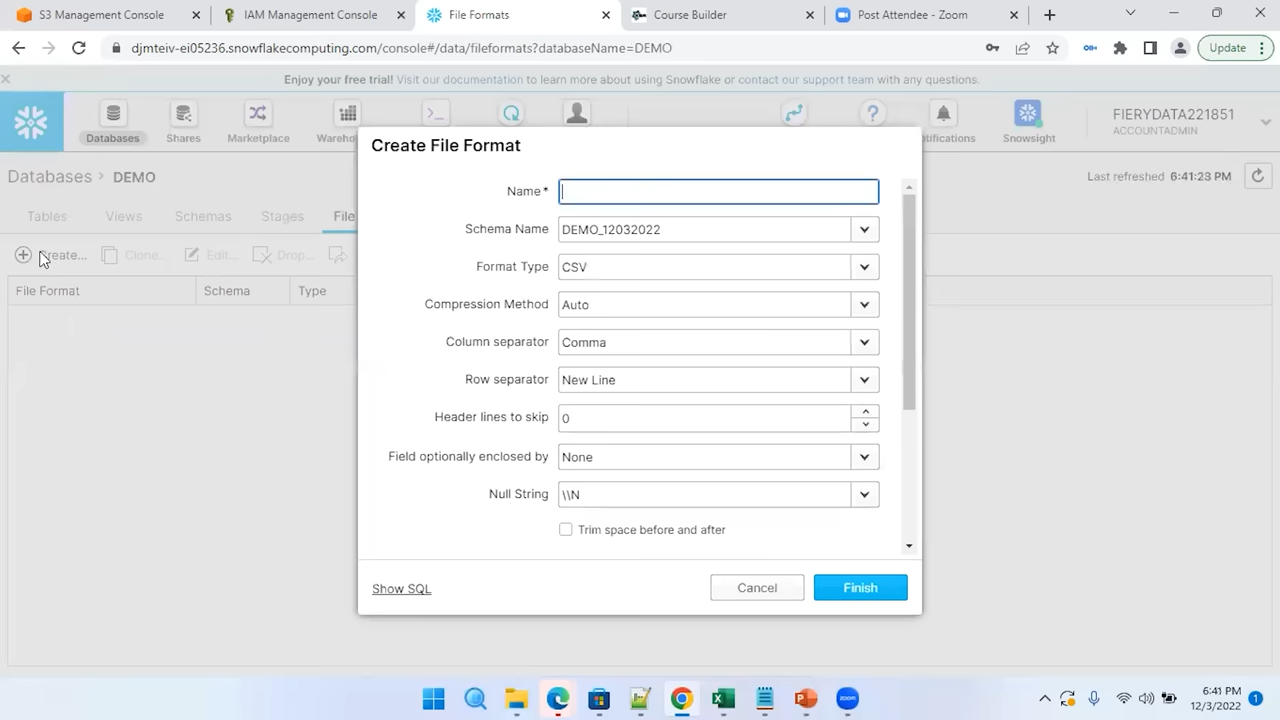 S3 Management Console
IAM Management Console
File Formats
Course Builder
Post Attendee - Zoom
djmteiv-ei05236.snowflakecomputing.com/console#/data/fileformats?databaseName=DEMO
Update
Enjoy your free trial! Visit our documentation to learn more about using Snowflake or contact our support team with any questions.
Databases
Shares
Marketplace
Wareho
otifications
Snowsight
FIERYDATA221851
ACCOUNTADMIN
Databases > DEMO
Last refreshed 6:41:23 PM
Tables
Views
Schemas
Stages
File
Create...
Clone...
Edit...
Drop...
File Format
Schema
Type
Create File Format
Name *
Schema Name DEMO_12032022
Format Type CSV
Compression Method Auto
Column separator Comma
Row separator New Line
Header lines to skip 0
Field optionally enclosed by None
Null String \\N
Trim space before and after
Show SQL
Cancel
Finish
6:41 PM
12/3/2022
1